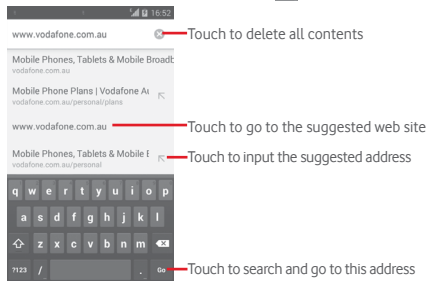 16:52
www.vodafone.com.au
Touch to delete all contents
Mobile Phones, Tablets & Mobile Broadb
vodafone.com.au
Mobile Phone Plans | Vodafone Au
vodafone.com.au/personal/plans
www.vodafone.com.au
Touch to go to the suggested web site
Mobile Phones, Tablets & Mobile E
vodafone.com.au/personal
Touch to input the suggested address
q w e r t y u i o p
a s d f g h j k l
z x c v b n m
?123 / . Go
Touch to search and go to this address